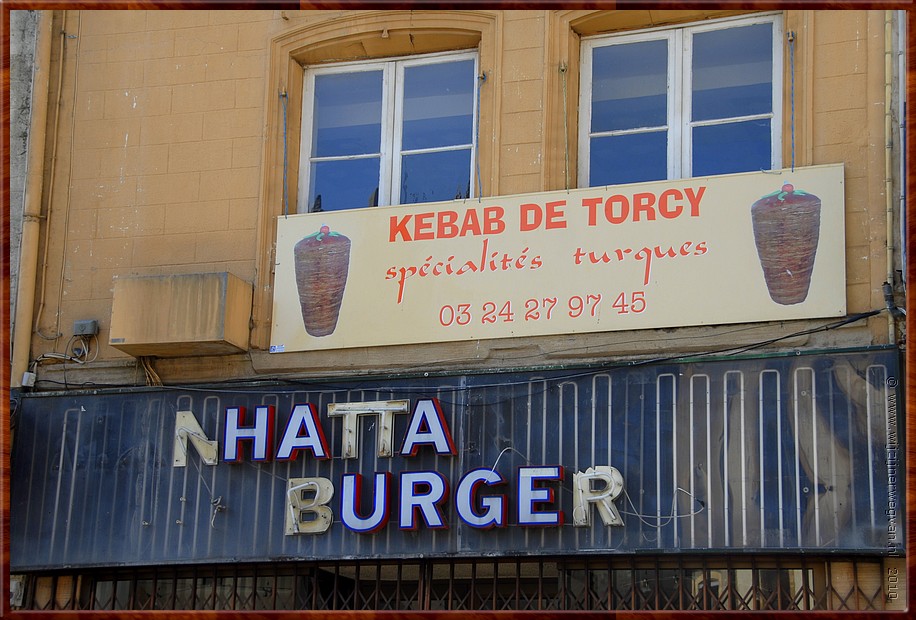 KEBAB DE TORCY
spécialités turques
03 24 27 97 45
NHATTA
BURGER